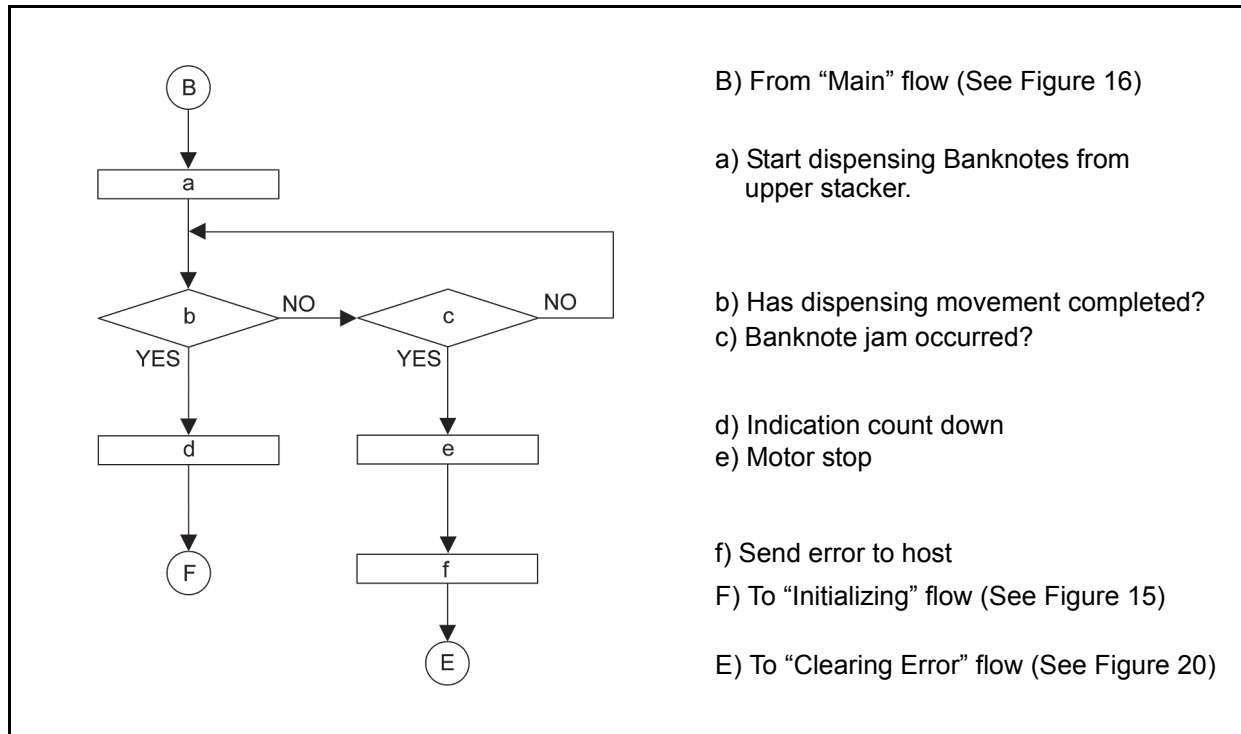 B
a
b
NO
c
NO
YES
YES
d
e
F
f
E
B) From “Main” flow (See Figure 16)
a) Start dispensing Banknotes from
upper stacker.
b) Has dispensing movement completed?
c) Banknote jam occurred?
d) Indication count down
e) Motor stop
f) Send error to host
F) To “Initializing” flow (See Figure 15)
E) To “Clearing Error” flow (See Figure 20)